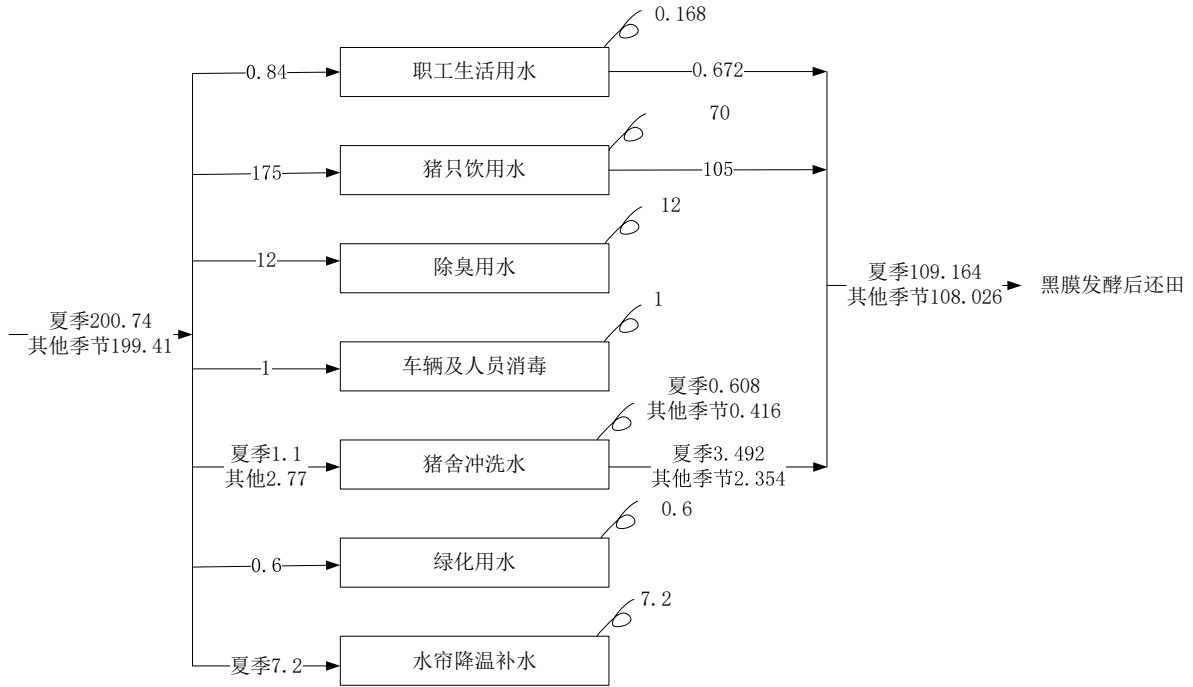 0.168
0.84
职工生活用水
0.672
70
175
猪只饮用水
105
12
12
除臭用水
夏季109.164
其他季节108.026
黑膜发酵后还田
夏季200.74
其他季节199.41
1
1
车辆及人员消毒
夏季0.608
其他季节0.416
夏季1.1
其他2.77
猪舍冲洗水
夏季3.492
其他季节2.354
0.6
0.6
绿化用水
7.2
夏季7.2
水帘降温补水